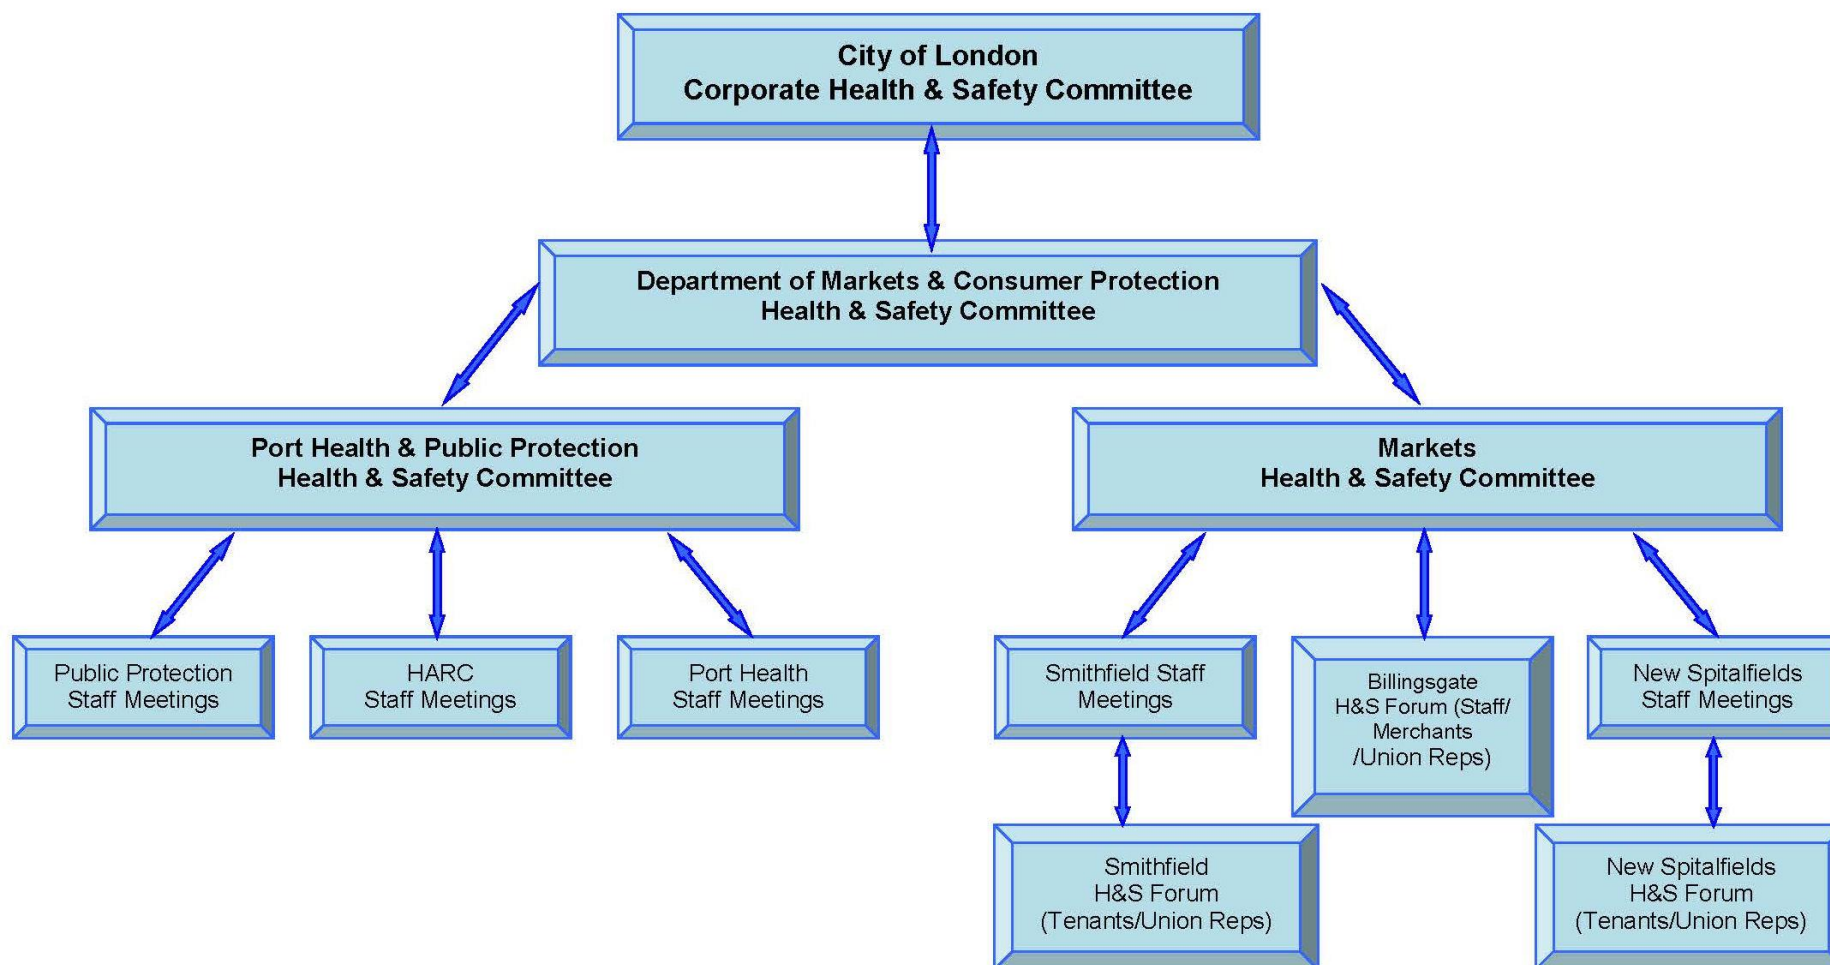 City of London
Corporate Health & Safety Committee
Department of Markets & Consumer Protection
Health & Safety Committee
Port Health & Public Protection
Health & Safety Committee
Markets
Health & Safety Committee
Public Protection
Staff Meetings
HARC
Staff Meetings
Port Health
Staff Meetings
Smithfield Staff
Meetings
Billingsgate
H&S Forum (Staff/
Merchants
/Union Reps)
New Spitalfields
Staff Meetings
Smithfield
H&S Forum
(Tenants/Union Reps)
New Spitalfields
H&S Forum
(Tenants/Union Reps)